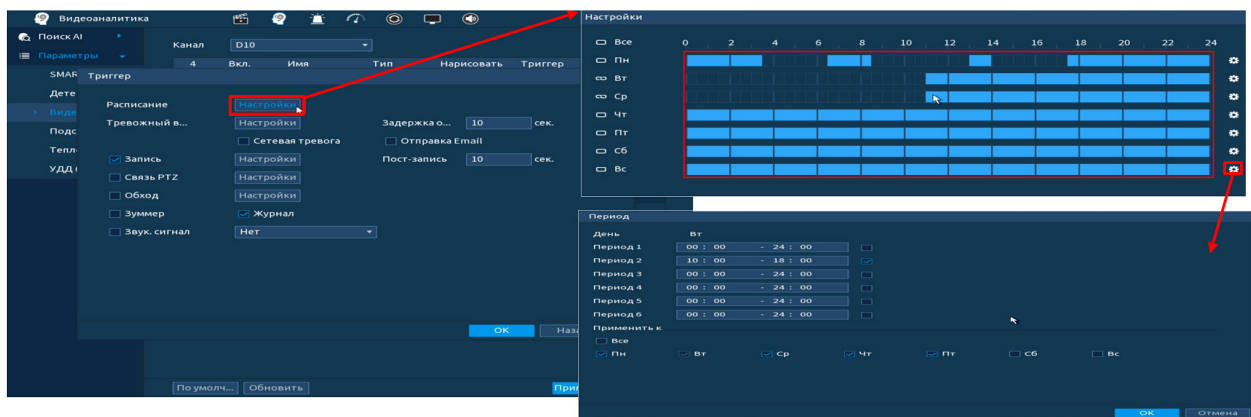 Видеоаналитика
Поиск AI
Параметры
SMAR
Дете
Виде
Подс
Тепл
УДД (
Канал D10
4 Вкл. Имя Тип Нарисовать Триггер
Триггер
Расписание Настройки
Тревожный в... Настройки Задержка о... 10 сек.
Сетевая тревога Отправка Email
Запись Настройки Пост-запись 10 сек.
Связь PTZ Настройки
Обход Настройки
Зуммер Журнал
Звук. сигнал Нет
OK Наза
По умолч... Обновить При
Настройки
Все 0 2 4 6 8 10 12 14 16 18 20 22 24
Пн
Вт
Ср
Чт
Пт
Сб
Вс
Период
День Вт
Период 1 00 : 00 - 24 : 00
Период 2 10 : 00 - 18 : 00
Период 3 00 : 00 - 24 : 00
Период 4 00 : 00 - 24 : 00
Период 5 00 : 00 - 24 : 00
Период 6 00 : 00 - 24 : 00
Применить к
Все
Пн Вт Ср Чт Пт Сб Вс
OK Отмена